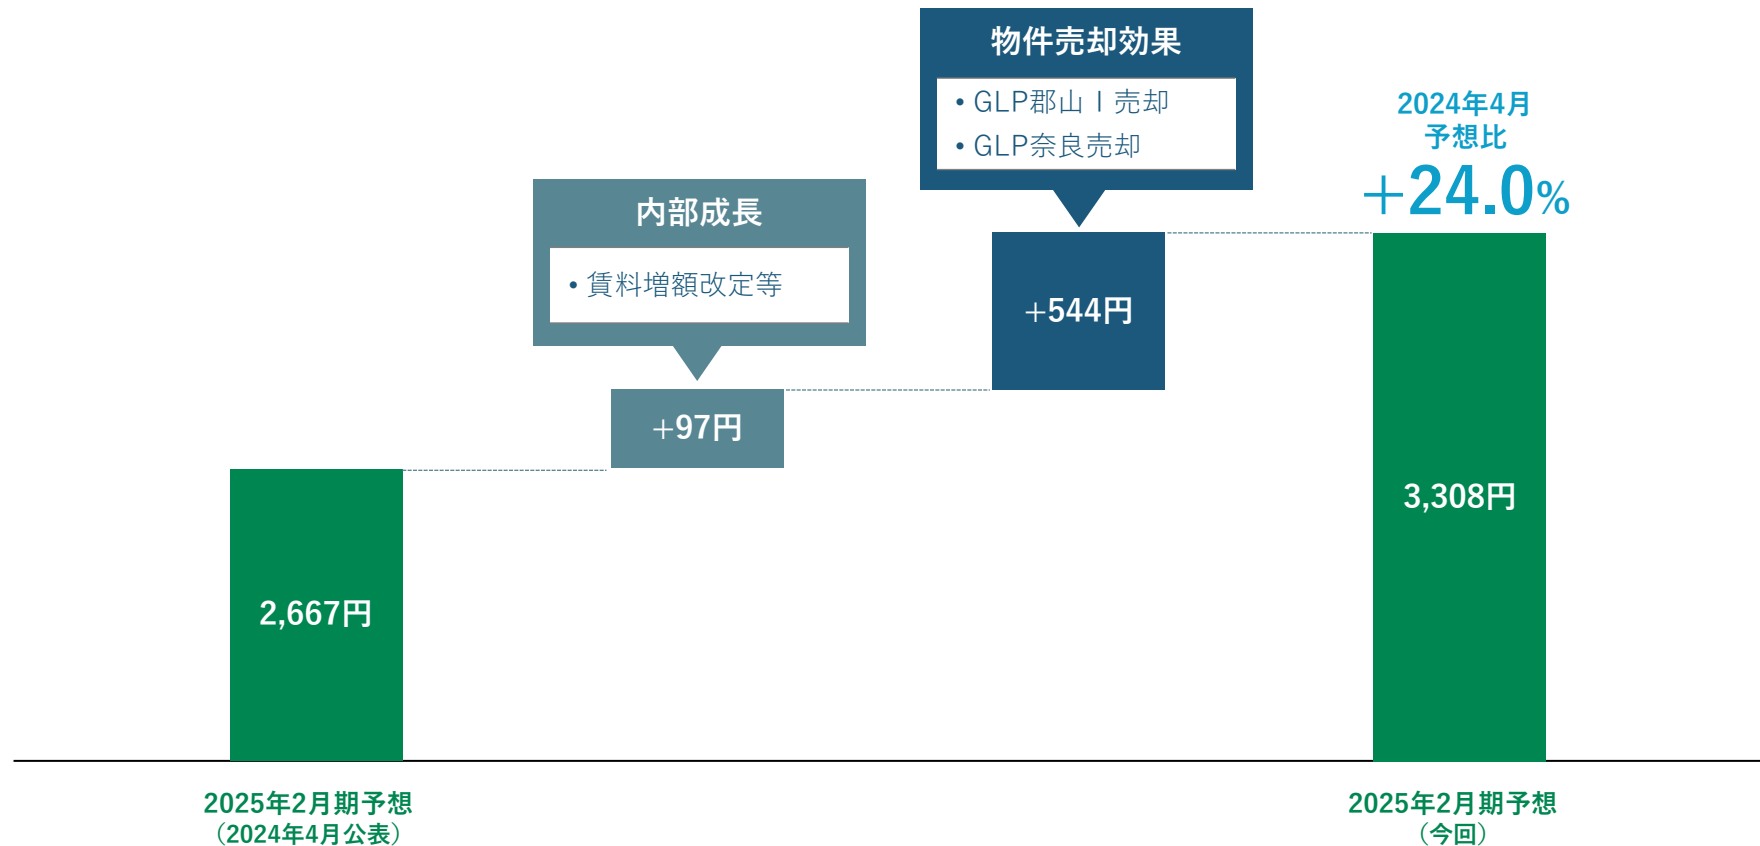 物件売却効果
• GLP郡山Ⅰ売却
• GLP奈良売却
2024年4月
予想比
+24.0%
内部成長
• 賃料増額改定等
+544円
+97円
3,308円
2,667円
2025年2月期予想
（2024年4月公表）
2025年2月期予想
（今回）